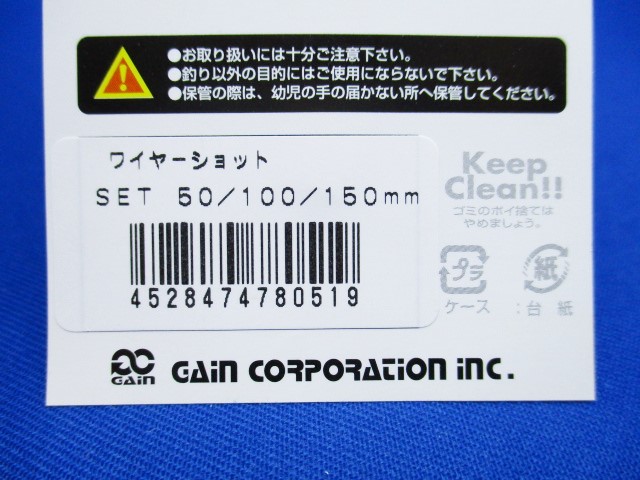 ●お取り扱いには十分ご注意下さい。
●釣り以外の目的にはご使用にならないで下さい。
●保管の際は、幼児の手の届かない所へ保管してください。
ワイヤーショット
SET 50/100/150mm
4528474780519
Keep
Clean!!
ゴミのポイ捨ては
やめましょう。
プラ
ケース
紙
:台 紙
GAiN
GAiN CORPORATiON iNC.